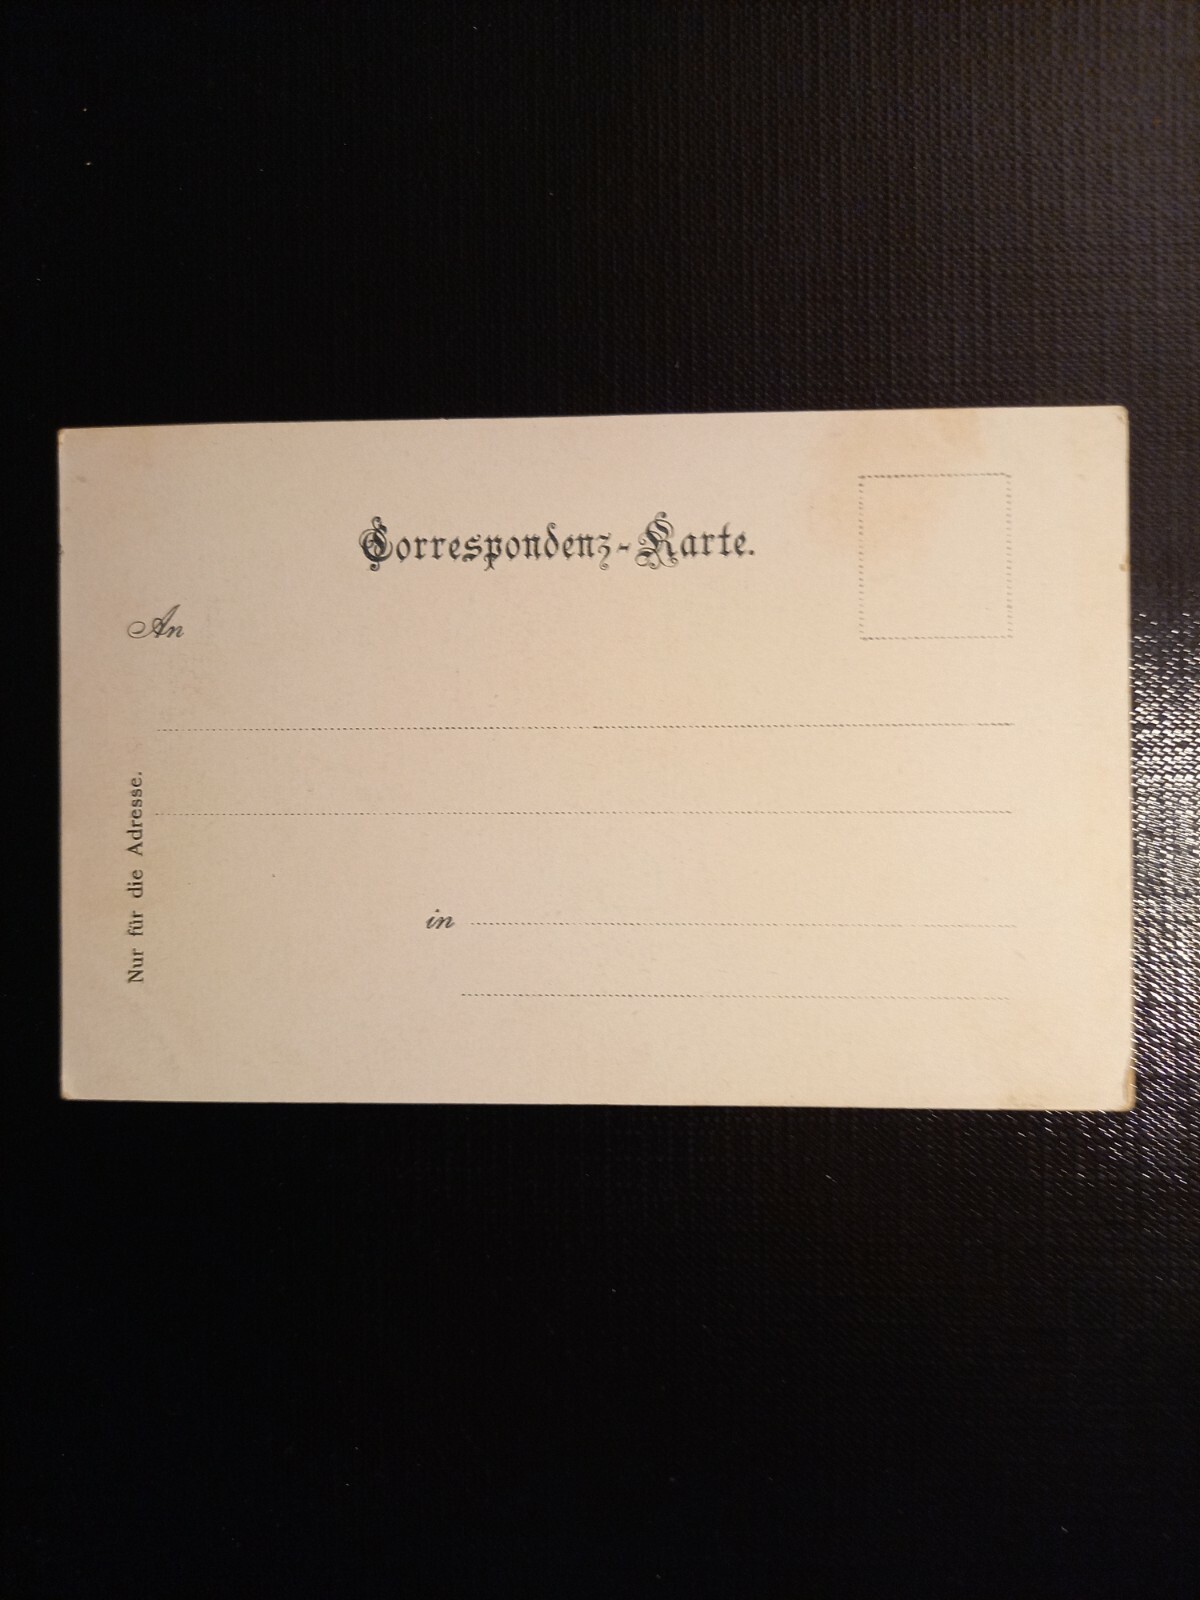 Correspondenz-Karte.
An
Nur für die Adresse.
in